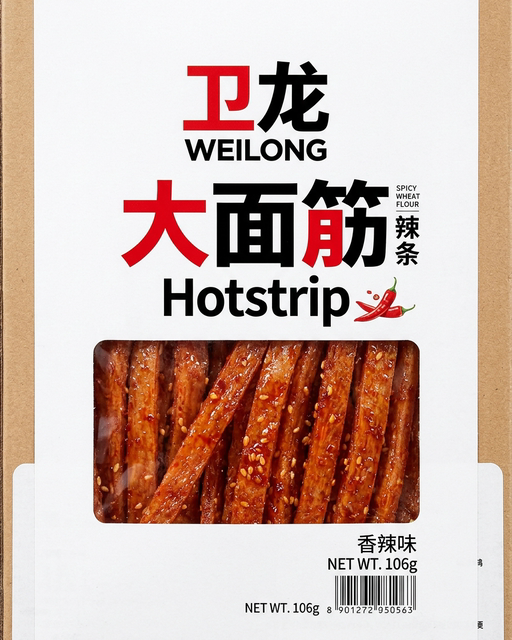 卫龙
WEILONG
大面筋
SPICY
WHEAT
FLOUR
辣条
Hotstrip
香辣味
NET WT. 106g
NET WT. 106g
8 901272 950563